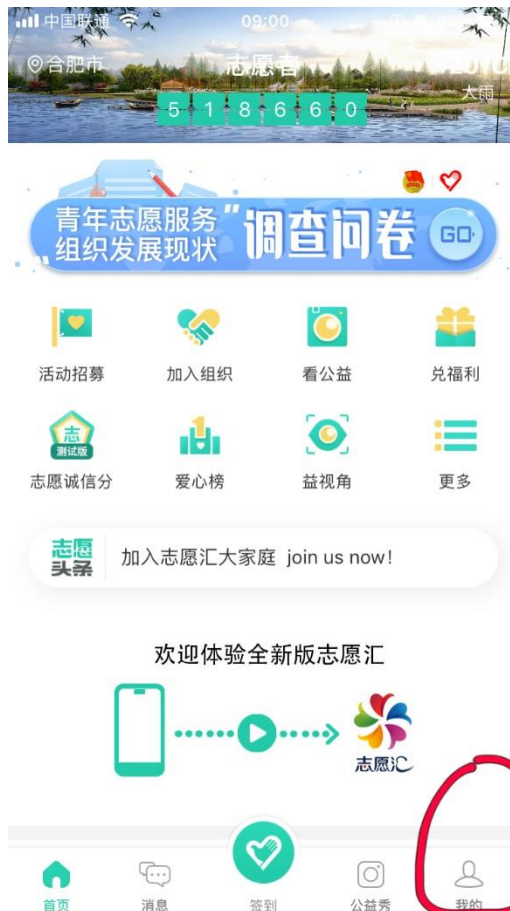 中国联通 09:00
合肥市 志愿者
大雨
5 1 8 6 6 0
青年志愿服务
组织发展现状
“调查问卷
GO
活动招募 加入组织 看公益 兑福利
志
测试版
1
志愿诚信分 爱心榜 益视角 更多
志愿
头条
加入志愿汇大家庭 join us now!
欢迎体验全新版志愿汇
志愿汇
首页 消息 签到 公益秀 我的